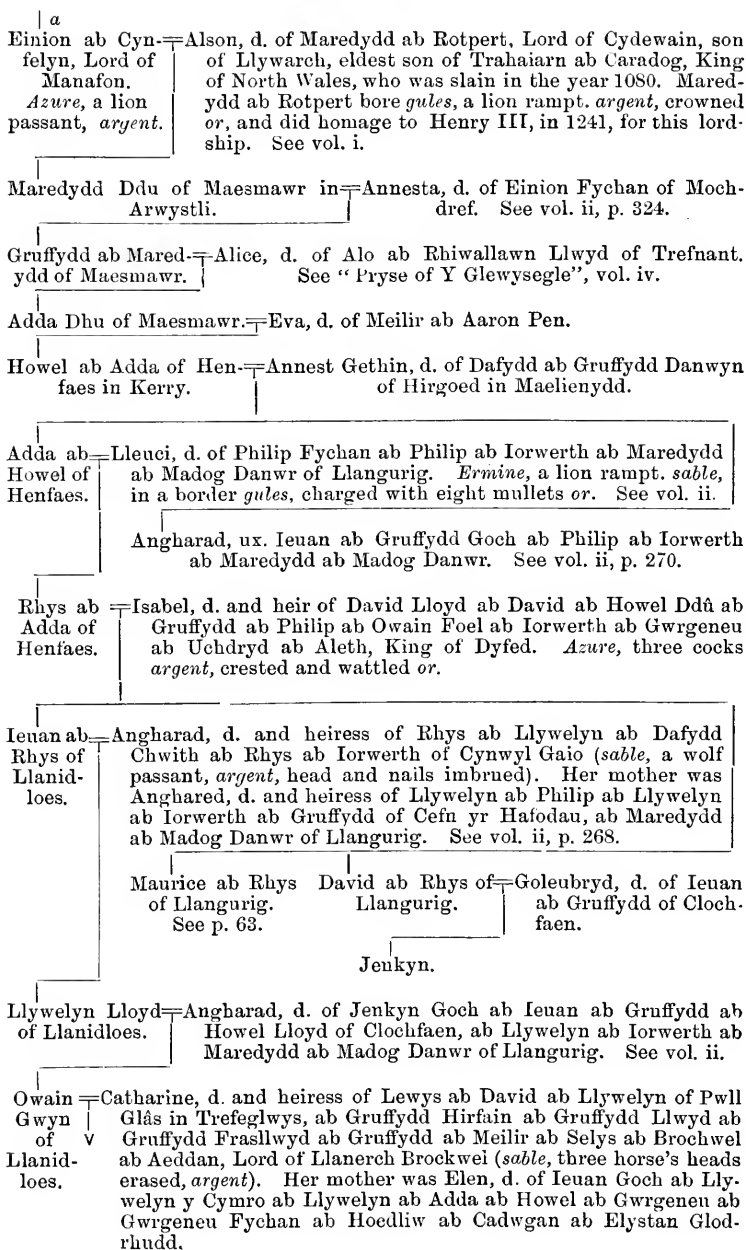 | a
Einion ab Cyn-=Alson, d. of Maredydd ab Rotpert, Lord of Cydewain, son
felyn, Lord of of Llywarch, eldest son of Trahaiarn ab Caradog, King
Manafon. of North Wales, who was slain in the year 1080. Mared-
Azure, a lion ydd ab Rotpert bore gules, a lion rampt. argent, crowned
passant, argent. or, and did homage to Henry III, in 1241, for this lord-
ship. See vol. i.
Maredydd Ddu of Maesmawr in=Annesta, d. of Einion Fychan of Moch-
Arwystli. dref. See vol. ii, p. 324.
Gruffydd ab Mared-=Alice, d. of Alo ab Rhiwallawn Llwyd of Trefnant.
ydd of Maesmawr. See “Pryse of Y Glewysegle”, vol. iv.
Adda Dhu of Maesmawr.=Eva, d. of Meilir ab Aaron Pen.
Howel ab Adda of Hen-=Annest Gethin, d. of Dafydd ab Gruffydd Danwyn
faes in Kerry. of Hirgoed in Maelienydd.
Adda ab=Lleuci, d. of Philip Fychan ab Philip ab Iorwerth ab Maredydd
Howel of ab Madog Danwr of Llangurig. Ermine, a lion rampt. sable,
Henfaes. in a border gules, charged with eight mullets or. See vol. ii.
Angharad, ux. Ieuan ab Gruffydd Goch ab Philip ab Iorwerth
ab Maredydd ab Madog Danwr. See vol. ii, p. 270.
Rhys ab =Isabel, d. and heir of David Lloyd ab David ab Howel Ddû ab
Adda of Gruffydd ab Philip ab Owain Foel ab Iorwerth ab Gwrgeneu
Henfaes. ab Uchdryd ab Aleth, King of Dyfed. Azure, three cocks
argent, crested and wattled or.
Ieuan ab=Angharad, d. and heiress of Rhys ab Llywelyn ab Dafydd
Rhys of Chwith ab Rhys ab Iorwerth of Cynwyl Gaio (sable, a wolf
Llanid- passant, argent, head and nails imbrued). Her mother was
loes. Anghared, d. and heiress of Llywelyn ab Philip ab Llywelyn
ab Iorwerth ab Gruffydd of Cefn yr Hafodau, ab Maredydd
ab Madog Danwr of Llangurig. See vol. ii, p. 268.
Maurice ab Rhys David ab Rhys of=Goleubryd, d. of Ieuan
of Llangurig. Llangurig. ab Gruffydd of Cloch-
See p. 63. faen.
Jenkyn.
Llywelyn Lloyd=Angharad, d. of Jenkyn Goch ab Ieuan ab Gruffydd ab
of Llanidloes. Howel Lloyd of Clochfaen, ab Llywelyn ab Iorwerth ab
Maredydd ab Madog Danwr of Llangurig. See vol. ii.
Owain =Catharine, d. and heiress of Lewys ab David ab Llywelyn of Pwll
Gwyn | Glâs in Trefeglwys, ab Gruffydd Hirfain ab Gruffydd Llwyd ab
of v Gruffydd Frasllwyd ab Gruffydd ab Meilir ab Selys ab Brochwel
Llanid- ab Aeddan, Lord of Llanerch Brockwel (sable, three horse's heads
loes. erased, argent). Her mother was Elen, d. of Ieuan Goch ab Lly-
welyn y Cymro ab Llywelyn ab Adda ab Howel ab Gwrgeneu ab
Gwrgeneu Fychan ab Hoedliw ab Cadwgan ab Elystan Glod-
rhudd.